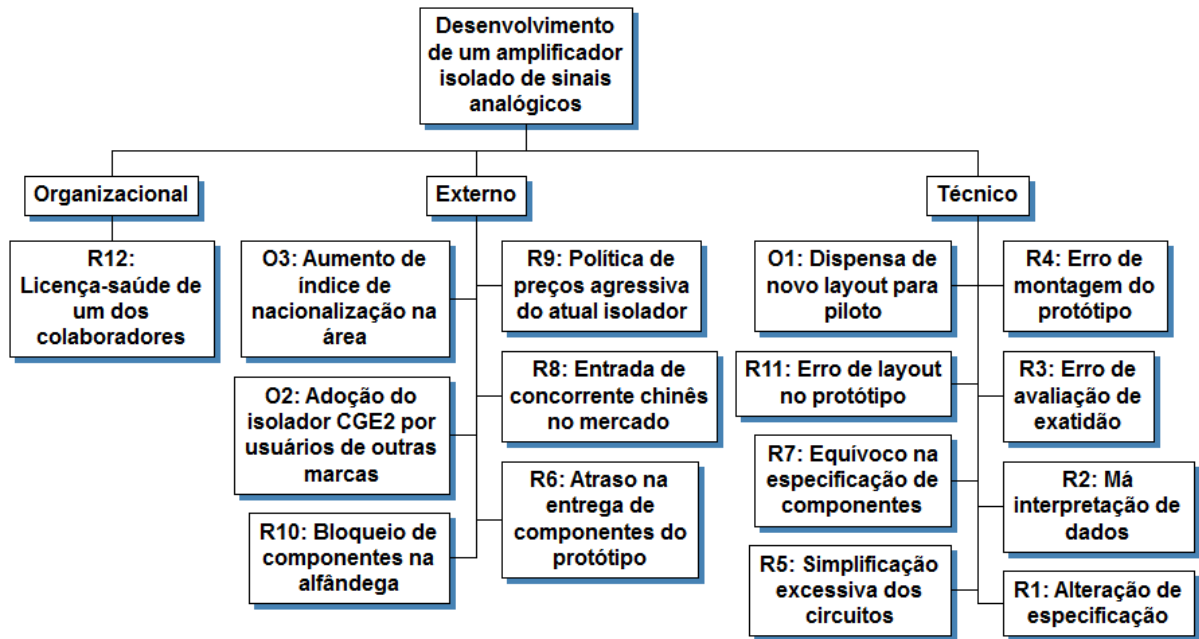 Desenvolvimento
de um amplificador
isolado de sinais
analógicos
Organizacional
Externo
Técnico
R12:
Licença-saúde de
um dos
colaboradores
O3: Aumento de
índice de
nacionalização na
área
R9: Política de
preços agressiva
do atual isolador
O2: Adoção do
isolador CGE2 por
usuários de outras
marcas
R8: Entrada de
concorrente chinês
no mercado
R10: Bloqueio de
componentes na
alfândega
R6: Atraso na
entrega de
componentes do
protótipo
O1: Dispensa de
novo layout para
piloto
R4: Erro de
montagem do
protótipo
R11: Erro de layout
no protótipo
R3: Erro de
avaliação de
exatidão
R7: Equívoco na
especificação de
componentes
R2: Má
interpretação de
dados
R5: Simplificação
excessiva dos
circuitos
R1: Alteração de
especificação